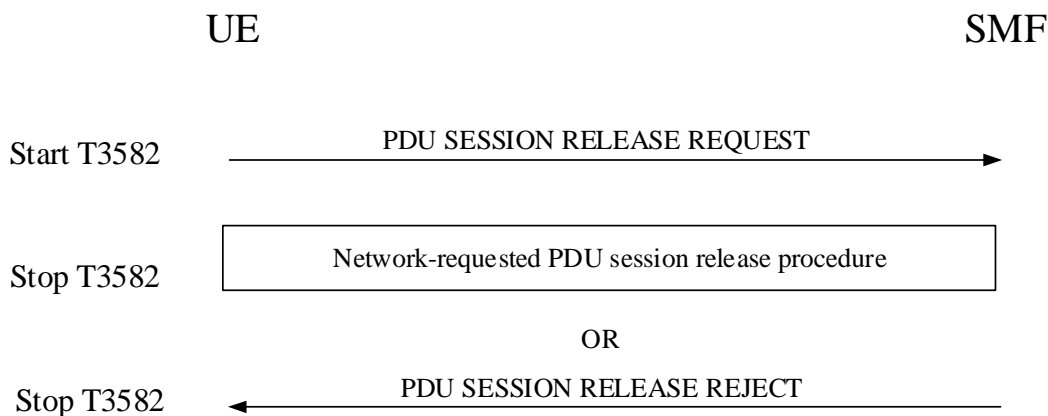 UE SMF
PDU SESSION RELEASE REQUEST
Start T3582
Network-requested PDU session release procedure
Stop T3582
OR
PDU SESSION RELEASE REJECT
Stop T3582